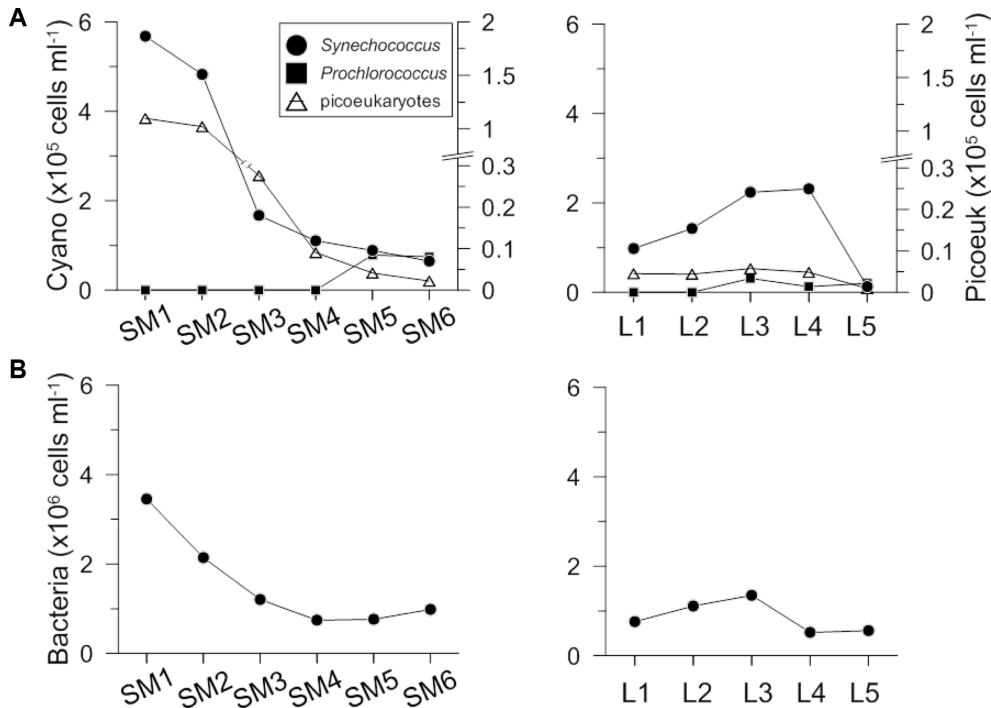 A
Cyano (x10⁵ cells ml⁻¹)
6
4
2
0
2
1.5
1
0.3
0.2
0.1
0
Synechococcus
Prochlorococcus
picoeukaryotes
SM1 SM2 SM3 SM4 SM5 SM6
6
4
2
0
2
1.5
1
0.3
0.2
0.1
0
Picoeuk (x10⁵ cells ml⁻¹)
L1 L2 L3 L4 L5
B
Bacteria (x10⁶ cells ml⁻¹)
6
4
2
0
SM1 SM2 SM3 SM4 SM5 SM6
6
4
2
0
L1 L2 L3 L4 L5